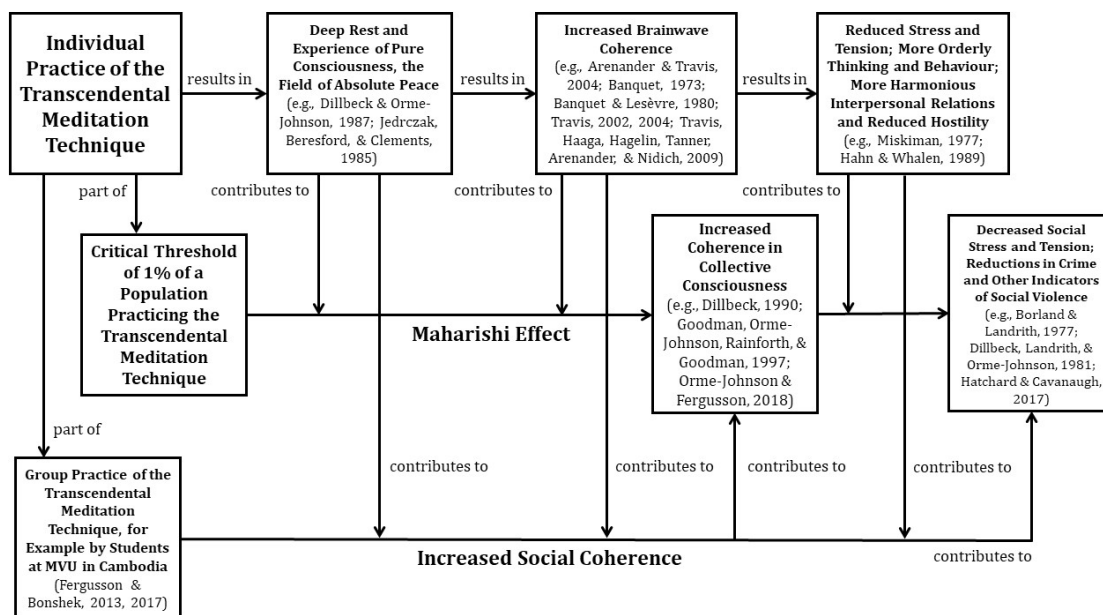 Individual
Practice of the
Transcendental
Meditation
Technique
results in
Deep Rest and
Experience of Pure
Consciousness, the
Field of Absolute
Peace
(e.g., Dillbeck & Orme-
Johnson, 1987; Jedrczak,
Beresford, & Clements,
1985)
results in
Increased Brainwave
Coherence
(e.g., Arenander & Travis,
2004; Banquet, 1973;
Banquet & Lesèvre, 1980;
Travis, 2002, 2004; Travis,
Haaga, Hagelin, Tanner,
Arenander, & Nidich, 2009)
results in
Reduced Stress and
Tension; More Orderly
Thinking and Behaviour;
More Harmonious
Interpersonal Relations
and Reduced Hostility
(e.g., Miskiman, 1977;
Hahn & Whalen, 1989)
part of
part of
contributes to
contributes to
contributes to
contributes to
contributes to
Critical Threshold
of 1% of a
Population
Practicing the
Transcendental
Meditation
Technique
Maharishi Effect
Increased
Coherence in
Collective
Consciousness
(e.g., Dillbeck, 1990;
Goodman, Orme-
Johnson, Rainforth, &
Goodman, 1997;
Orme-Johnson &
Fergusson, 2018)
Decreased Social
Stress and Tension;
Reductions in Crime
and Other Indicators
of Social Violence
(e.g., Borland &
Landrith, 1977;
Dillbeck, Landrith, &
Orme-Johnson, 1981;
Hatchard & Cavanaugh,
2017)
Group Practice of the
Transcendental
Meditation
Technique, for
Example by Students
at MVU in Cambodia
(Fergusson &
Bonshek, 2013, 2017)
contributes to
contributes to
Increased Social Coherence
contributes to